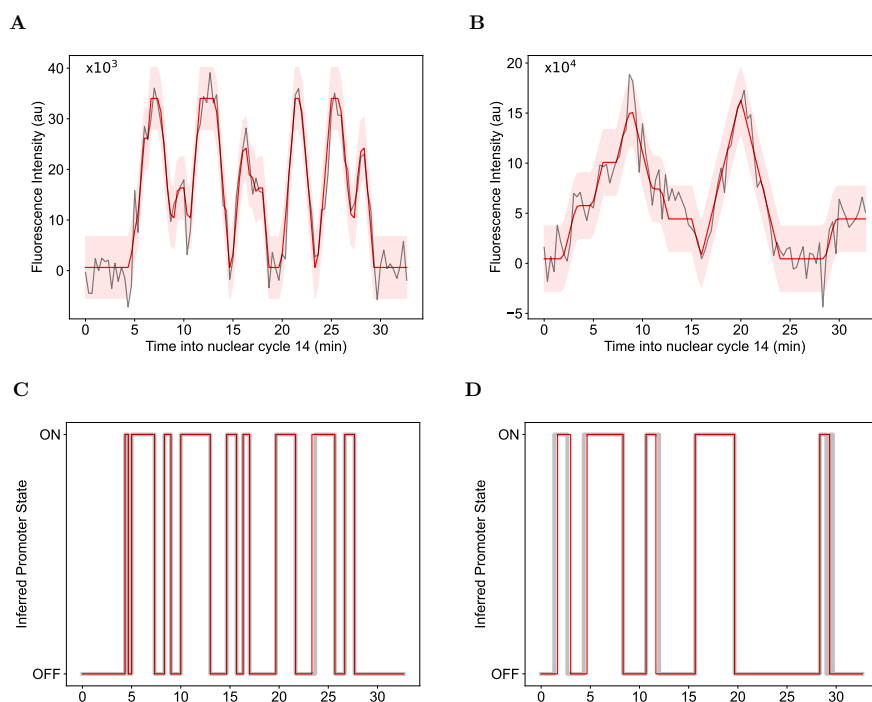 A
B
x10³
Fluorescence Intensity (au)
40
30
20
10
0
0 5 10 15 20 25 30
Time into nuclear cycle 14 (min)
x10⁴
Fluorescence Intensity (au)
20
15
10
5
0
−5
0 5 10 15 20 25 30
Time into nuclear cycle 14 (min)
C
D
Inferred Promoter State
ON
OFF
0 5 10 15 20 25 30
Inferred Promoter State
ON
OFF
0 5 10 15 20 25 30